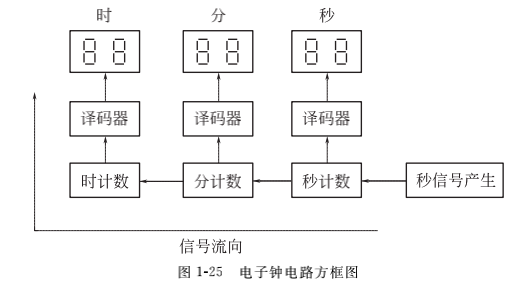 时 分 秒
88 88 88
译码器 译码器 译码器
时计数 分计数 秒计数 秒信号产生
信号流向
图 1-25 电子钟电路方框图